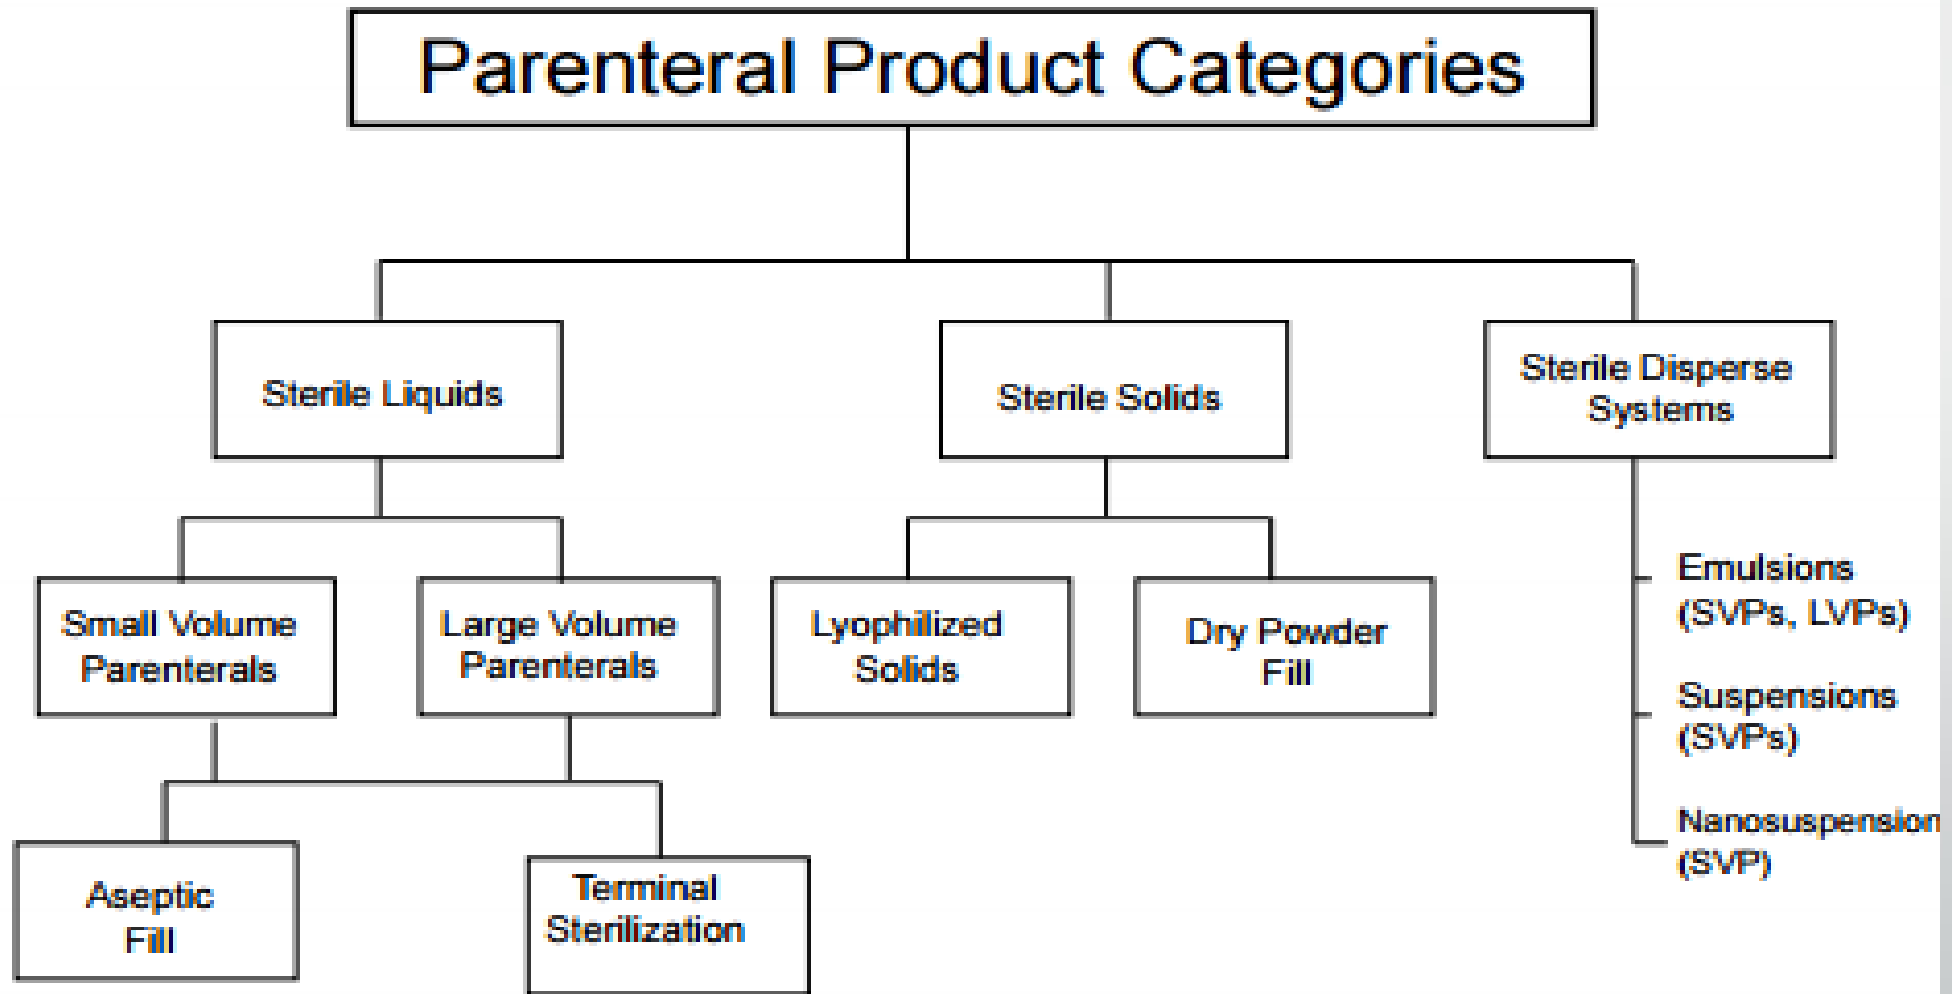 Parenteral Product Categories
Sterile Liquids
Sterile Solids
Sterile Disperse
Systems
Small Volume
Parenterals
Large Volume
Parenterals
Lyophilized
Solids
Dry Powder
Fill
Emulsions
(SVPs, LVPs)
Suspensions
(SVPs)
Nanosuspension
(SVP)
Aseptic
Fill
Terminal
Sterilization